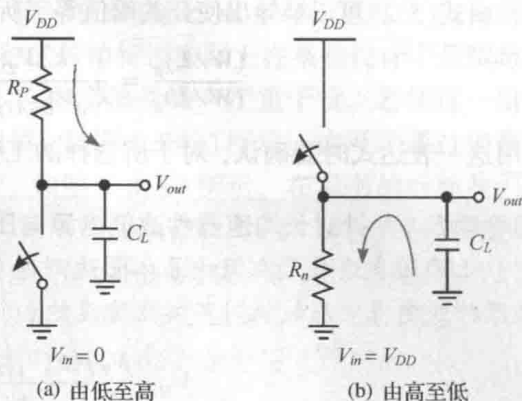 V_DD
R_P
V_out
C_L
V_in = 0
(a) 由低至高
V_DD
V_out
C_L
R_n
V_in = V_DD
(b) 由高至低